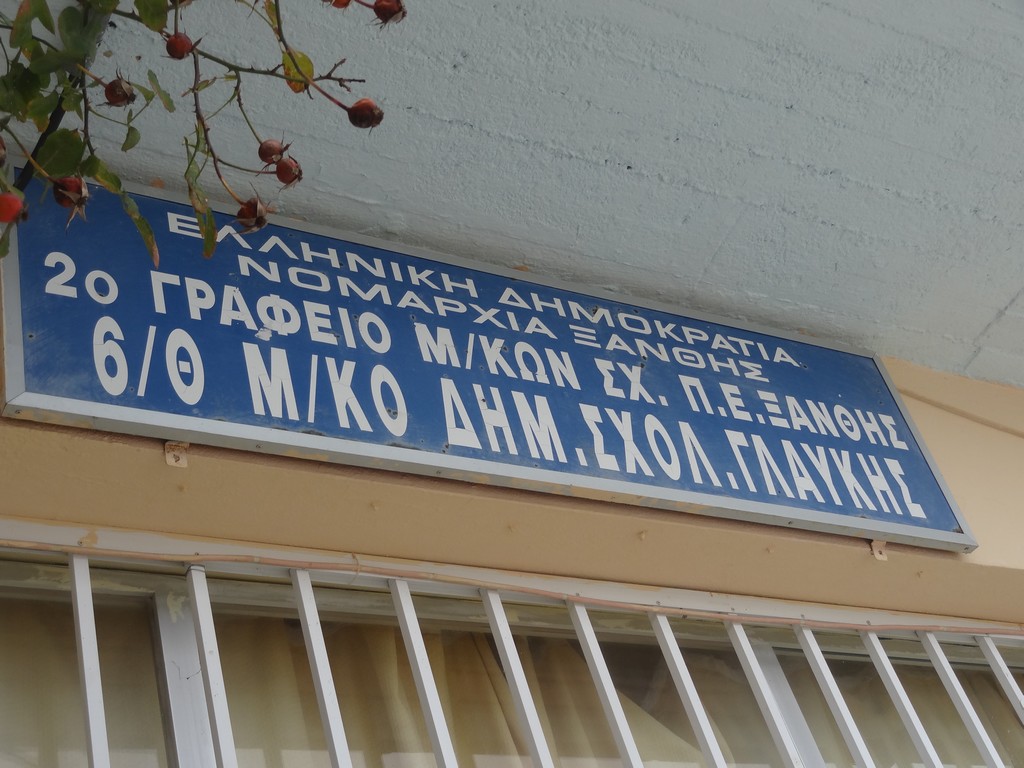 ΕΛΛΗΝΙΚΗ ΔΗΜΟΚΡΑΤΙΑ
ΝΟΜΑΡΧΙΑ ΞΑΝΘΗΣ
2ο ΓΡΑΦΕΙΟ Μ/ΚΩΝ ΣΧ. Π.Ε.ΞΑΝΘΗΣ
6/Θ Μ/ΚΟ ΔΗΜ.ΣΧΟΛ.ΓΛΑΥΚΗΣ